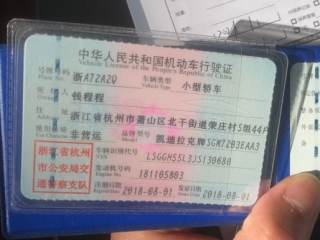 中华人民共和国机动车行驶证
Vehicle License of the People's Republic of China
号牌号码 浙A7ZA2Q 车辆类型 小型轿车
Plate No. Vehicle Type
所有人 钱程程
Owner
住址 浙江省杭州市萧山区北干街道荣庄村5组44户
Address
使用性质 非营运 品牌型号 凯迪拉克牌SGM7203EAA3
Use Character Model
浙江省杭州市公安局交通警察支队
车辆识别代号 LSGGH55L3JS130680
VIN
发动机号码 181105803
Engine No.
注册日期 2018-08-01 发证日期 2018-08-01
Register Date Issue Date